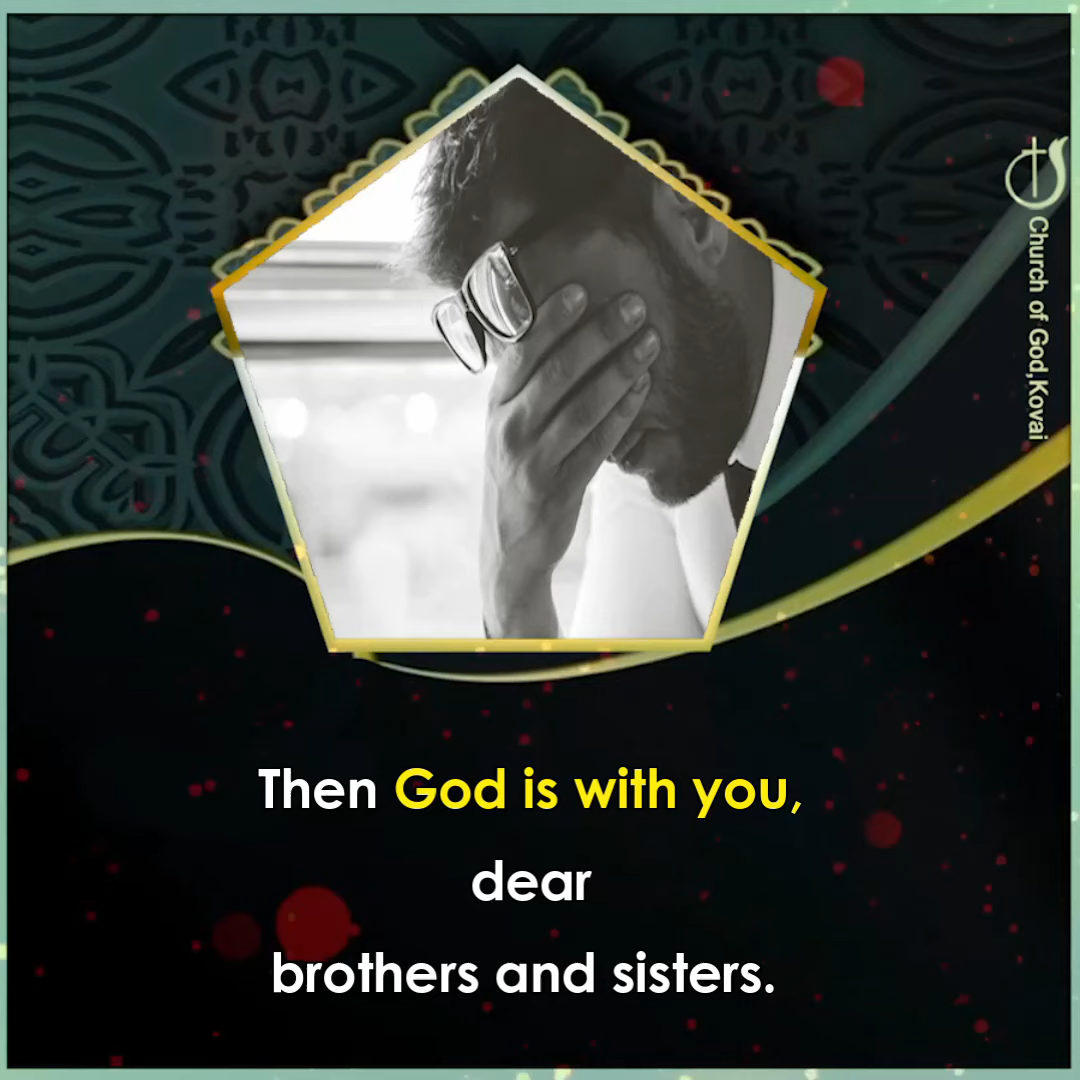 Church of God,Kovai
Then God is with you,
dear
brothers and sisters.